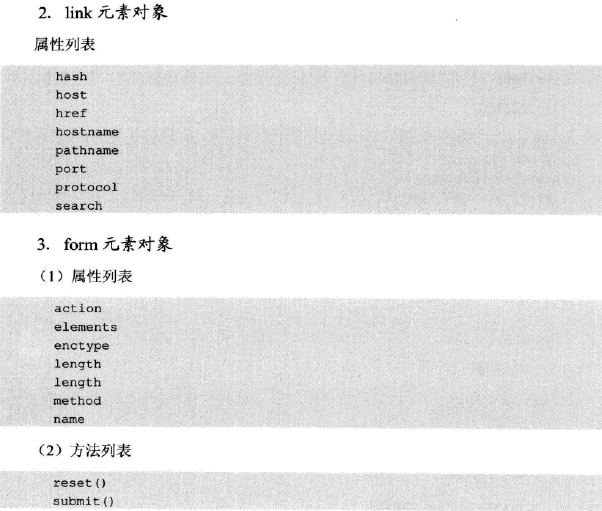 2. link 元素对象
属性列表
hash
host
href
hostname
pathname
port
protocol
search
3. form 元素对象
（1）属性列表
action
elements
enctype
length
length
method
name
（2）方法列表
reset()
submit()